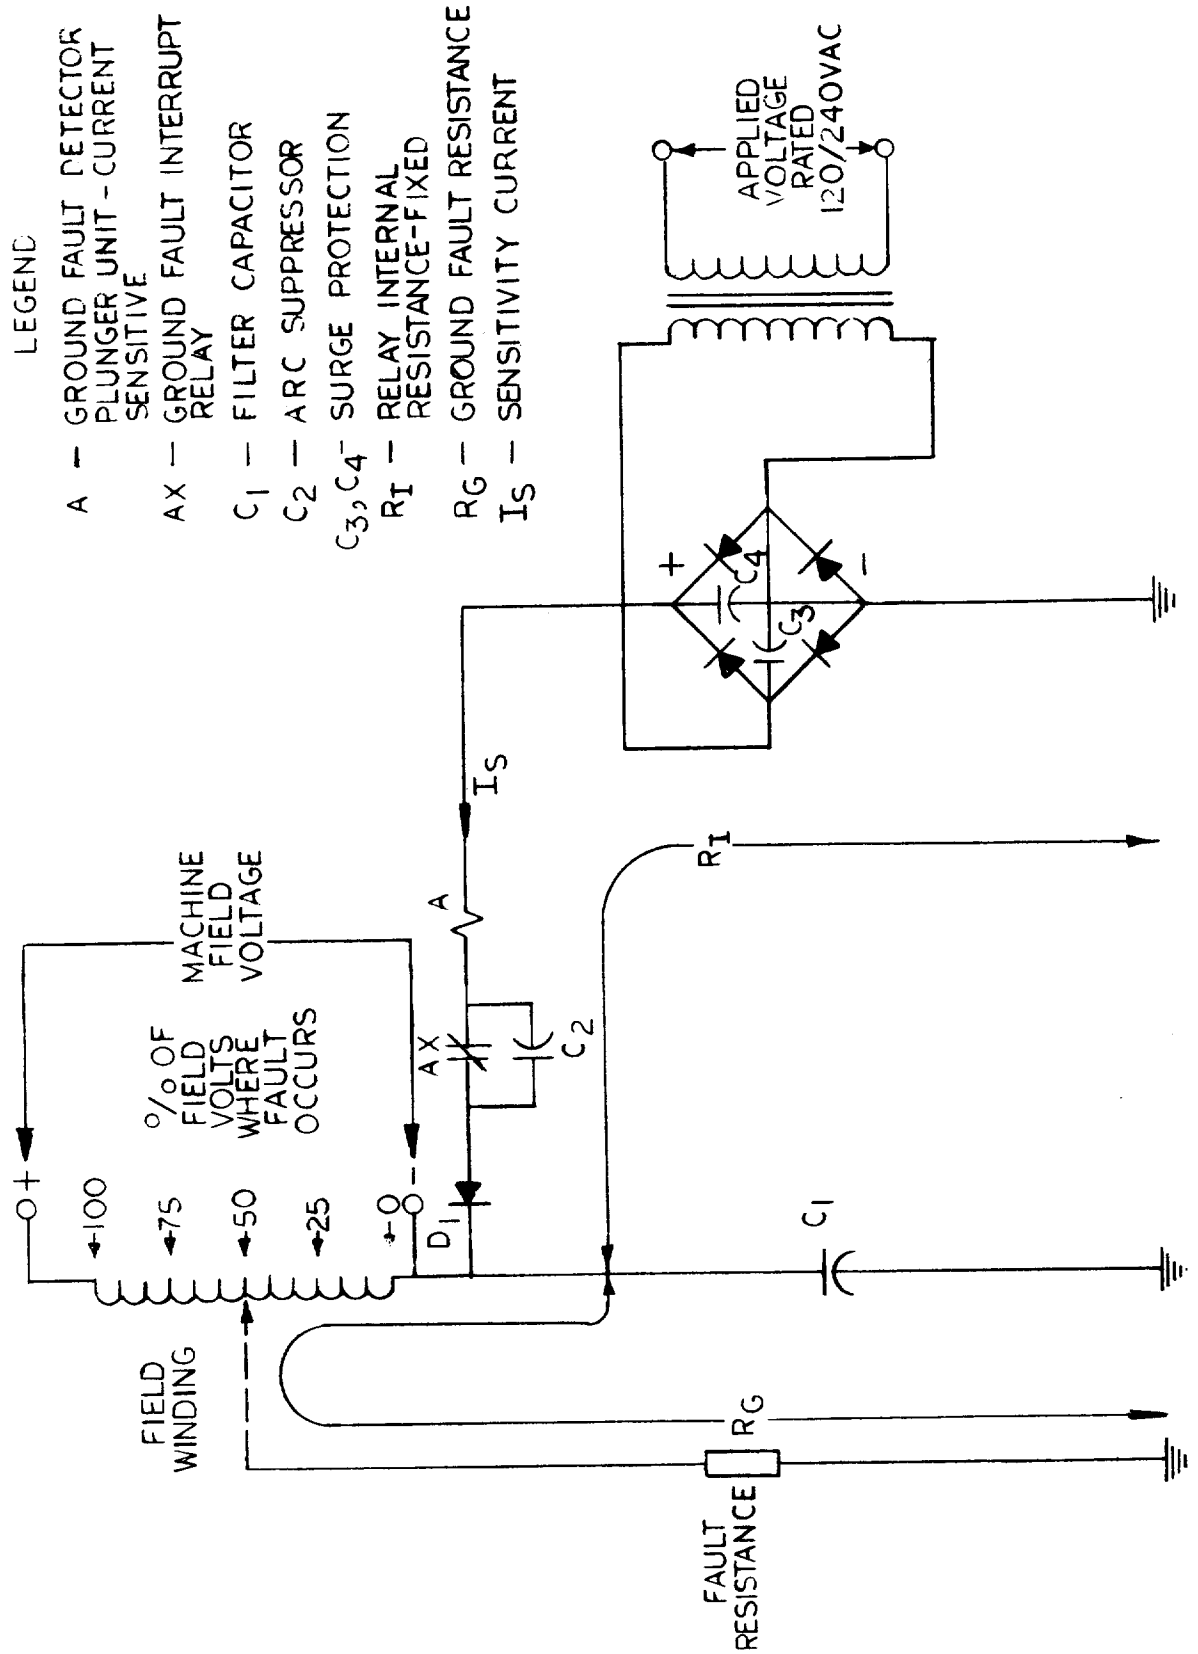 LEGEND
A – GROUND FAULT DETECTOR
PLUNGER UNIT - CURRENT
SENSITIVE
AX – GROUND FAULT INTERRUPT
RELAY
C1 – FILTER CAPACITOR
C2 – ARC SUPPRESSOR
C3, C4 – SURGE PROTECTION
RI – RELAY INTERNAL
RESISTANCE-FIXED
RG – GROUND FAULT RESISTANCE
IS – SENSITIVITY CURRENT
+
MACHINE
FIELD
VOLTAGE
% OF
FIELD
VOLTS
WHERE
FAULT
OCCURS
100
75
50
25
0
-
FIELD
WINDING
D1
AX
C2
A
IS
+
C4
C3
-
APPLIED
VOLTAGE
RATED
120/240VAC
RI
C1
RG
FAULT
RESISTANCE